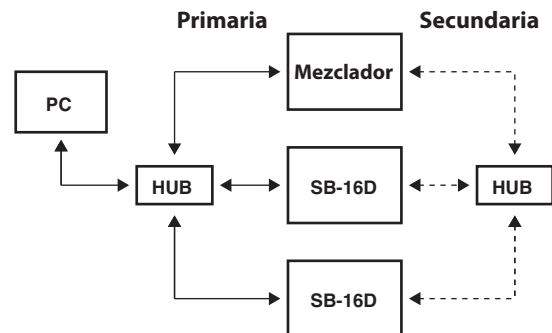 Primaria
Secundaria
Mezclador
PC
HUB
SB-16D
HUB
SB-16D